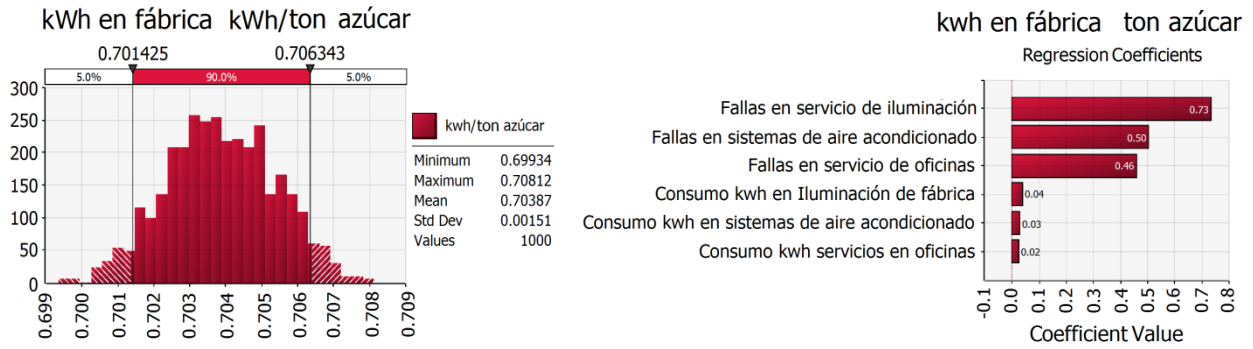 kWh en fábrica kWh/ton azúcar
0.701425 0.706343
5.0% 90.0% 5.0%
300
250
200
150
100
50
0
0.699 0.700 0.701 0.702 0.703 0.704 0.705 0.706 0.707 0.708 0.709
kwh/ton azúcar
Minimum 0.69934
Maximum 0.70812
Mean 0.70387
Std Dev 0.00151
Values 1000
kwh en fábrica ton azúcar
Regression Coefficients
Fallas en servicio de iluminación 0.73
Fallas en sistemas de aire acondicionado 0.50
Fallas en servicio de oficinas 0.46
Consumo kwh en Iluminación de fábrica 0.04
Consumo kwh en sistemas de aire acondicionado 0.03
Consumo kwh servicios en oficinas 0.02
-0.1 0.0 0.1 0.2 0.3 0.4 0.5 0.6 0.7 0.8
Coefficient Value